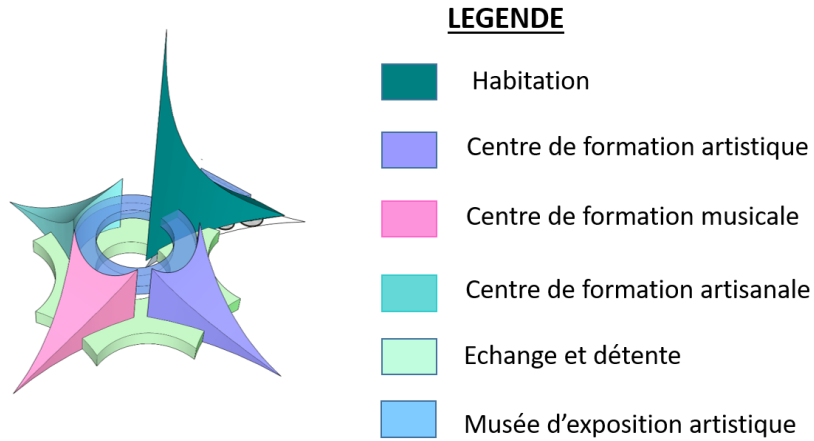 LEGENDE
Habitation
Centre de formation artistique
Centre de formation musicale
Centre de formation artisanale
Echange et détente
Musée d’exposition artistique